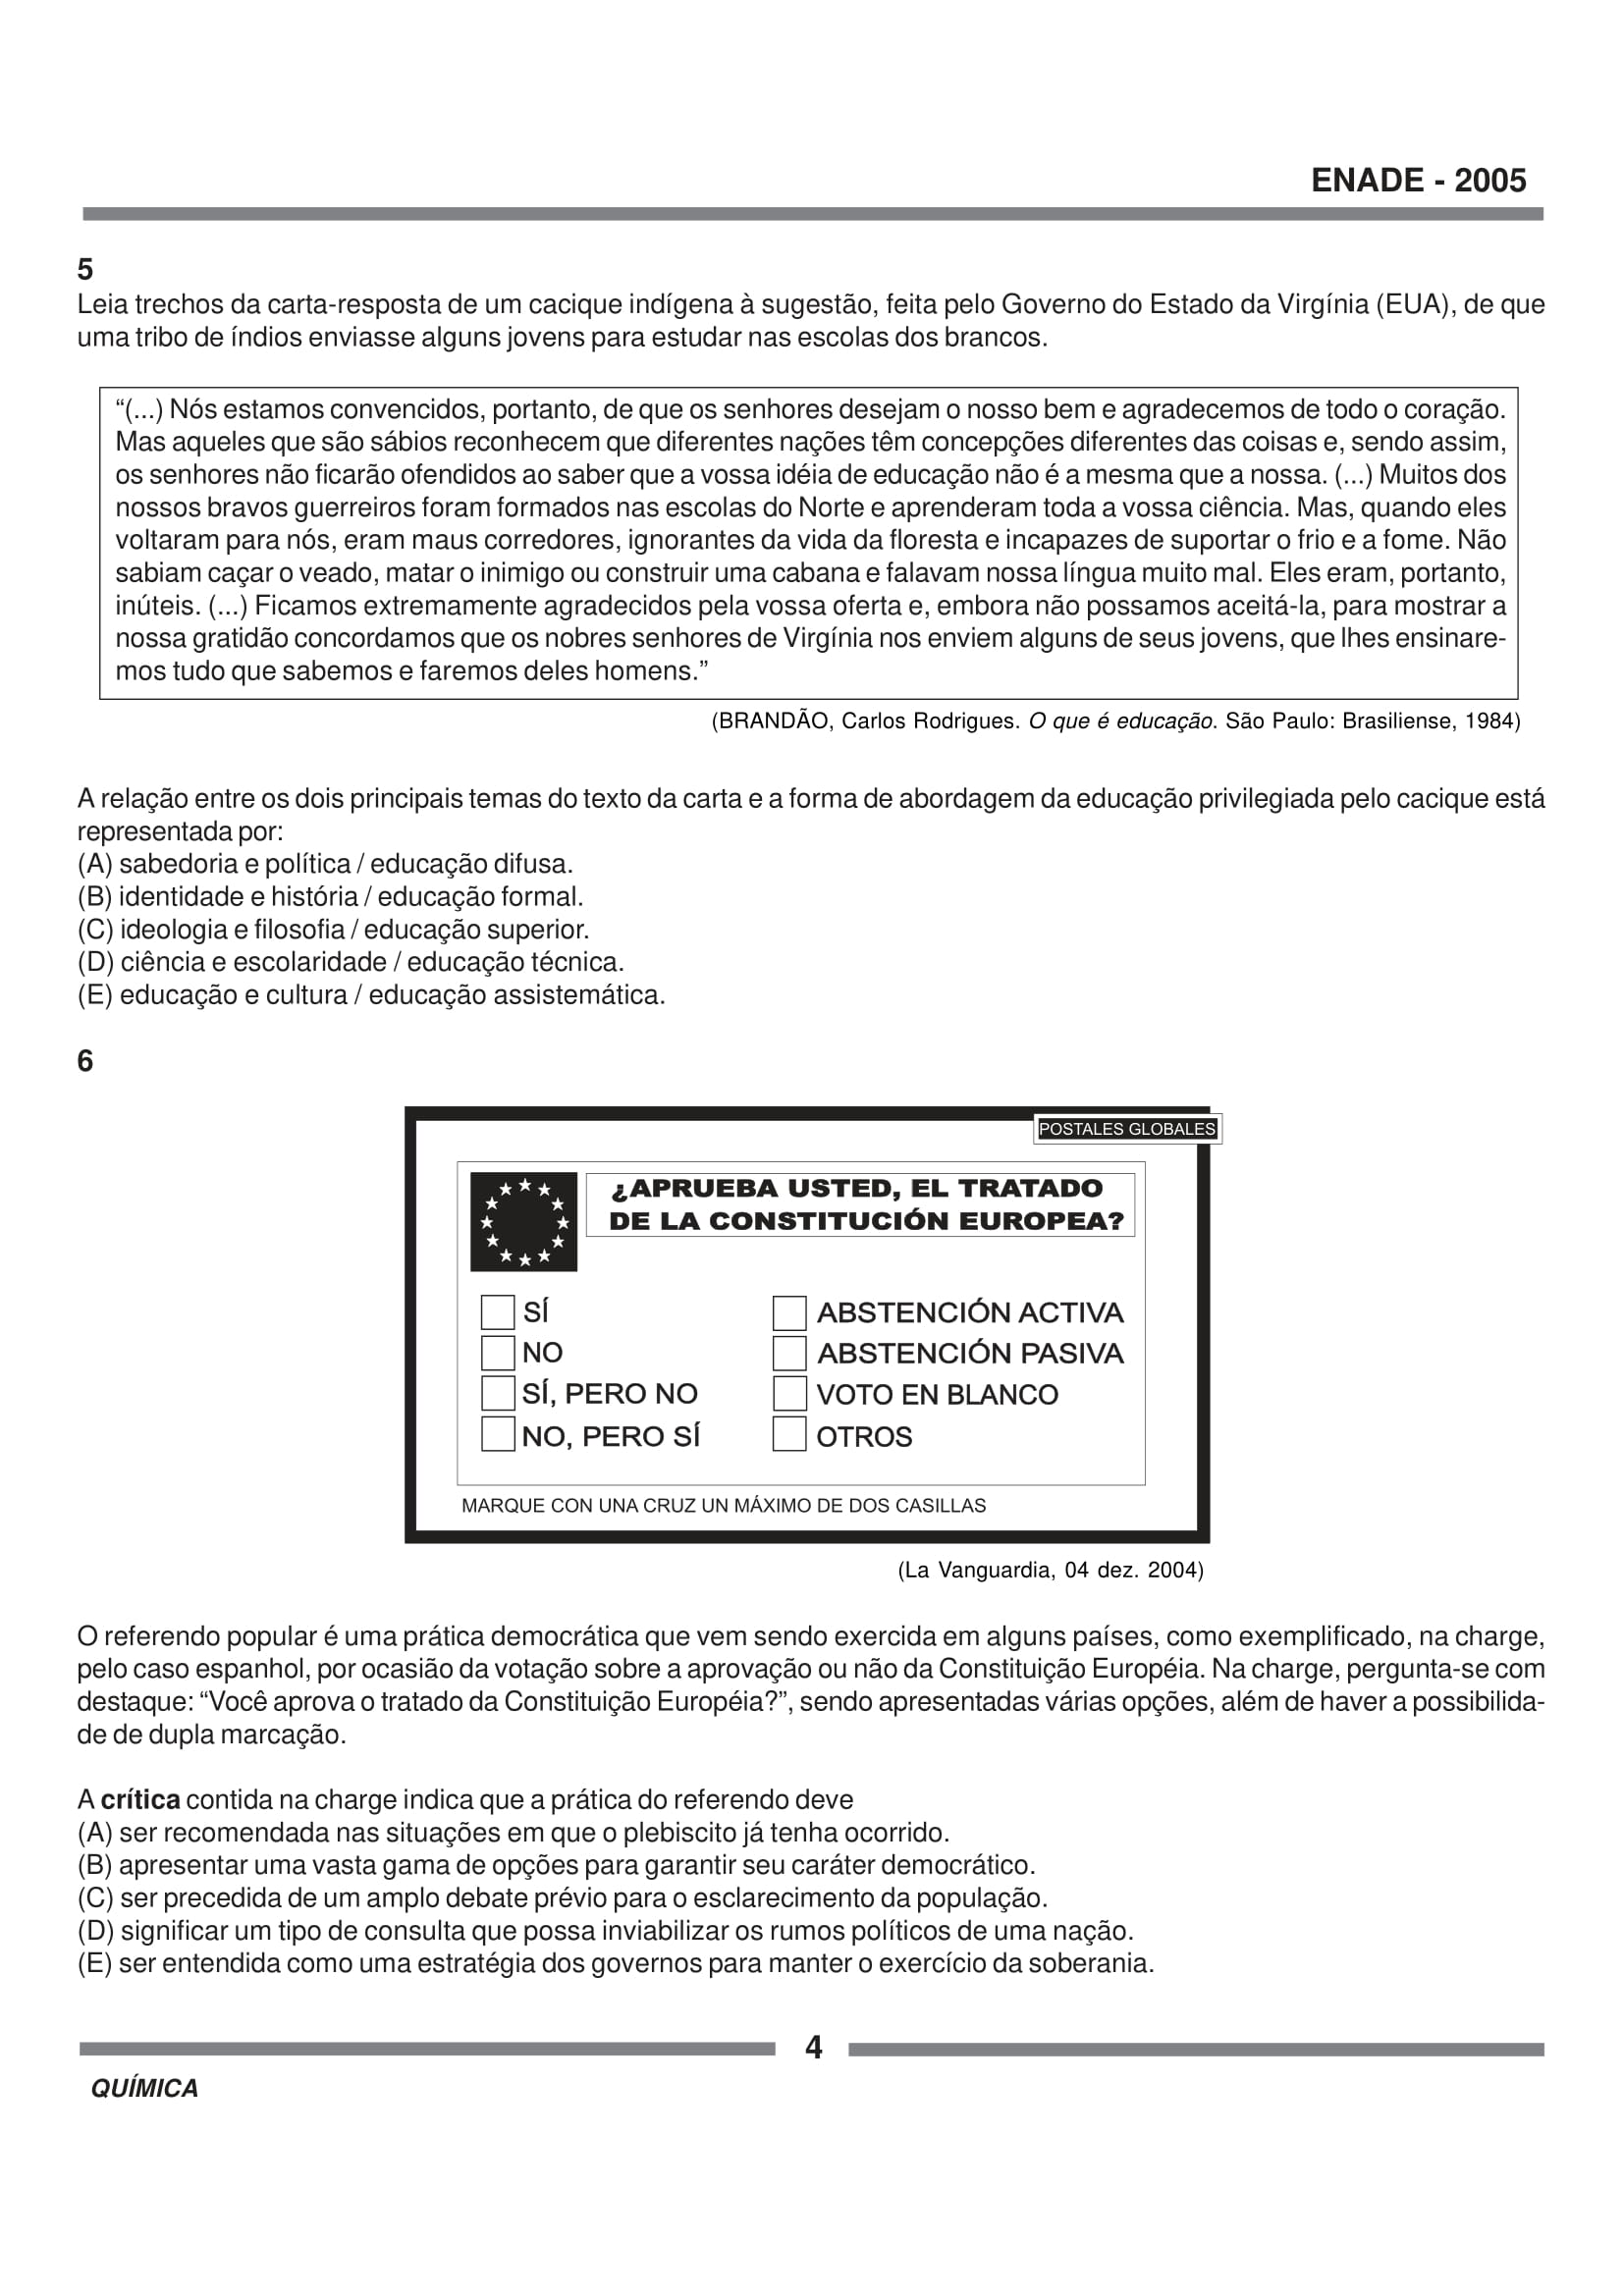 ENADE - 2005
5
Leia trechos da carta-resposta de um cacique indígena à sugestão, feita pelo Governo do Estado da Virgínia (EUA), de que
uma tribo de índios enviasse alguns jovens para estudar nas escolas dos brancos.
“(...) Nós estamos convencidos, portanto, de que os senhores desejam o nosso bem e agradecemos de todo o coração.
Mas aqueles que são sábios reconhecem que diferentes nações têm concepções diferentes das coisas e, sendo assim,
os senhores não ficarão ofendidos ao saber que a vossa idéia de educação não é a mesma que a nossa. (...) Muitos dos
nossos bravos guerreiros foram formados nas escolas do Norte e aprenderam toda a vossa ciência. Mas, quando eles
voltaram para nós, eram maus corredores, ignorantes da vida da floresta e incapazes de suportar o frio e a fome. Não
sabiam caçar o veado, matar o inimigo ou construir uma cabana e falavam nossa língua muito mal. Eles eram, portanto,
inúteis. (...) Ficamos extremamente agradecidos pela vossa oferta e, embora não possamos aceitá-la, para mostrar a
nossa gratidão concordamos que os nobres senhores de Virgínia nos enviem alguns de seus jovens, que lhes ensinare-
mos tudo que sabemos e faremos deles homens.”
(BRANDÃO, Carlos Rodrigues. O que é educação. São Paulo: Brasiliense, 1984)
A relação entre os dois principais temas do texto da carta e a forma de abordagem da educação privilegiada pelo cacique está
representada por:
(A) sabedoria e política / educação difusa.
(B) identidade e história / educação formal.
(C) ideologia e filosofia / educação superior.
(D) ciência e escolaridade / educação técnica.
(E) educação e cultura / educação assistemática.
6
POSTALES GLOBALES
¿APRUEBA USTED, EL TRATADO
DE LA CONSTITUCIÓN EUROPEA?
SÍ
NO
SÍ, PERO NO
NO, PERO SÍ
ABSTENCIÓN ACTIVA
ABSTENCIÓN PASIVA
VOTO EN BLANCO
OTROS
MARQUE CON UNA CRUZ UN MÁXIMO DE DOS CASILLAS
(La Vanguardia, 04 dez. 2004)
O referendo popular é uma prática democrática que vem sendo exercida em alguns países, como exemplificado, na charge,
pelo caso espanhol, por ocasião da votação sobre a aprovação ou não da Constituição Européia. Na charge, pergunta-se com
destaque: “Você aprova o tratado da Constituição Européia?”, sendo apresentadas várias opções, além de haver a possibilida-
de de dupla marcação.
A crítica contida na charge indica que a prática do referendo deve
(A) ser recomendada nas situações em que o plebiscito já tenha ocorrido.
(B) apresentar uma vasta gama de opções para garantir seu caráter democrático.
(C) ser precedida de um amplo debate prévio para o esclarecimento da população.
(D) significar um tipo de consulta que possa inviabilizar os rumos políticos de uma nação.
(E) ser entendida como uma estratégia dos governos para manter o exercício da soberania.
4
QUÍMICA